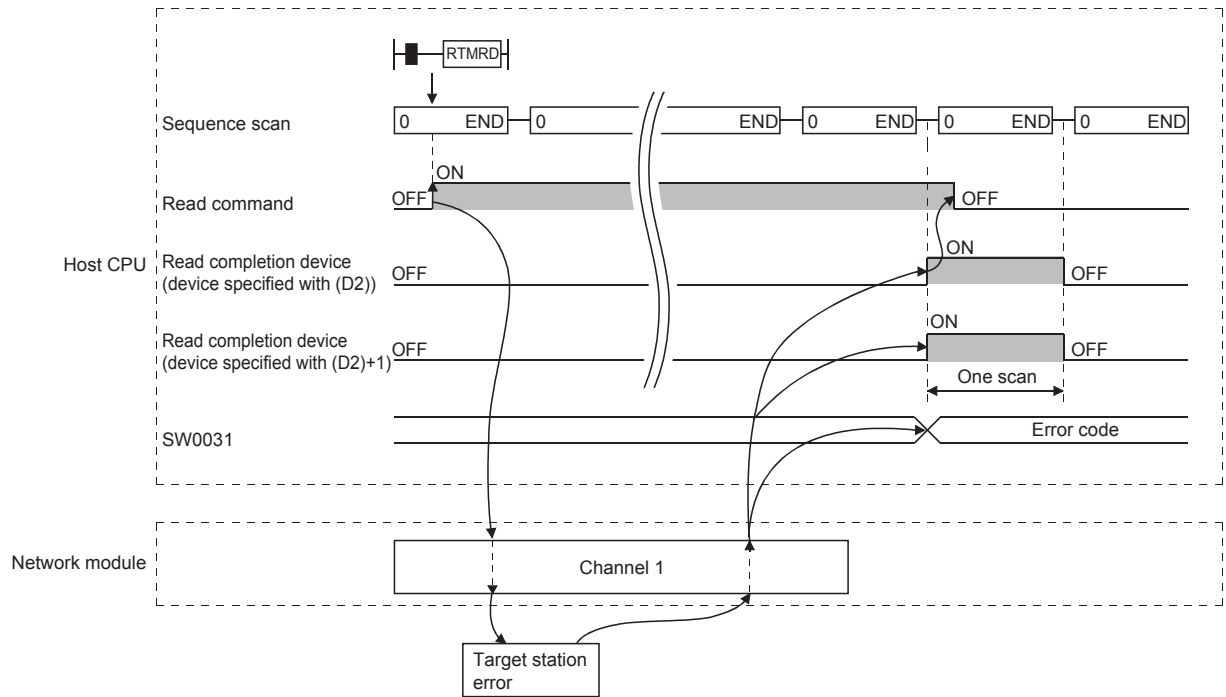 RTMRD
Sequence scan
0 END 0 END 0 END 0 END 0 END
ON
Read command
OFF
OFF
Host CPU
Read completion device
(device specified with (D2))
OFF
ON
OFF
Read completion device
(device specified with (D2)+1)
OFF
ON
OFF
One scan
SW0031
Error code
Network module
Channel 1
Target station
error